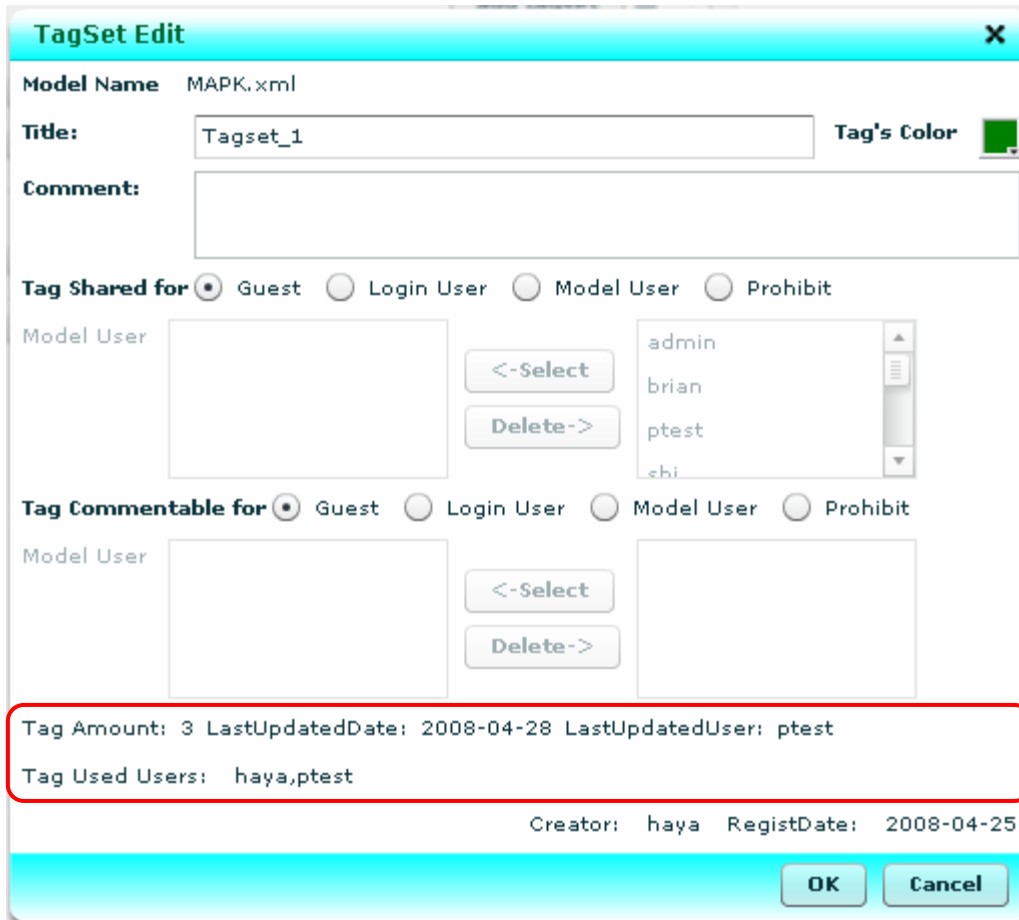 TagSet Edit
Model Name MAPK.xml
Title: Tagset_1 Tag's Color
Comment:
Tag Shared for Guest Login User Model User Prohibit
Model User
admin
<-Select
brian
Delete->
ptest
Tag Commentable for Guest Login User Model User Prohibit
Model User
<-Select
Delete->
Tag Amount: 3 LastUpdatedDate: 2008-04-28 LastUpdatedUser: ptest
Tag Used Users: haya,ptest
Creator: haya RegistDate: 2008-04-25
OK Cancel